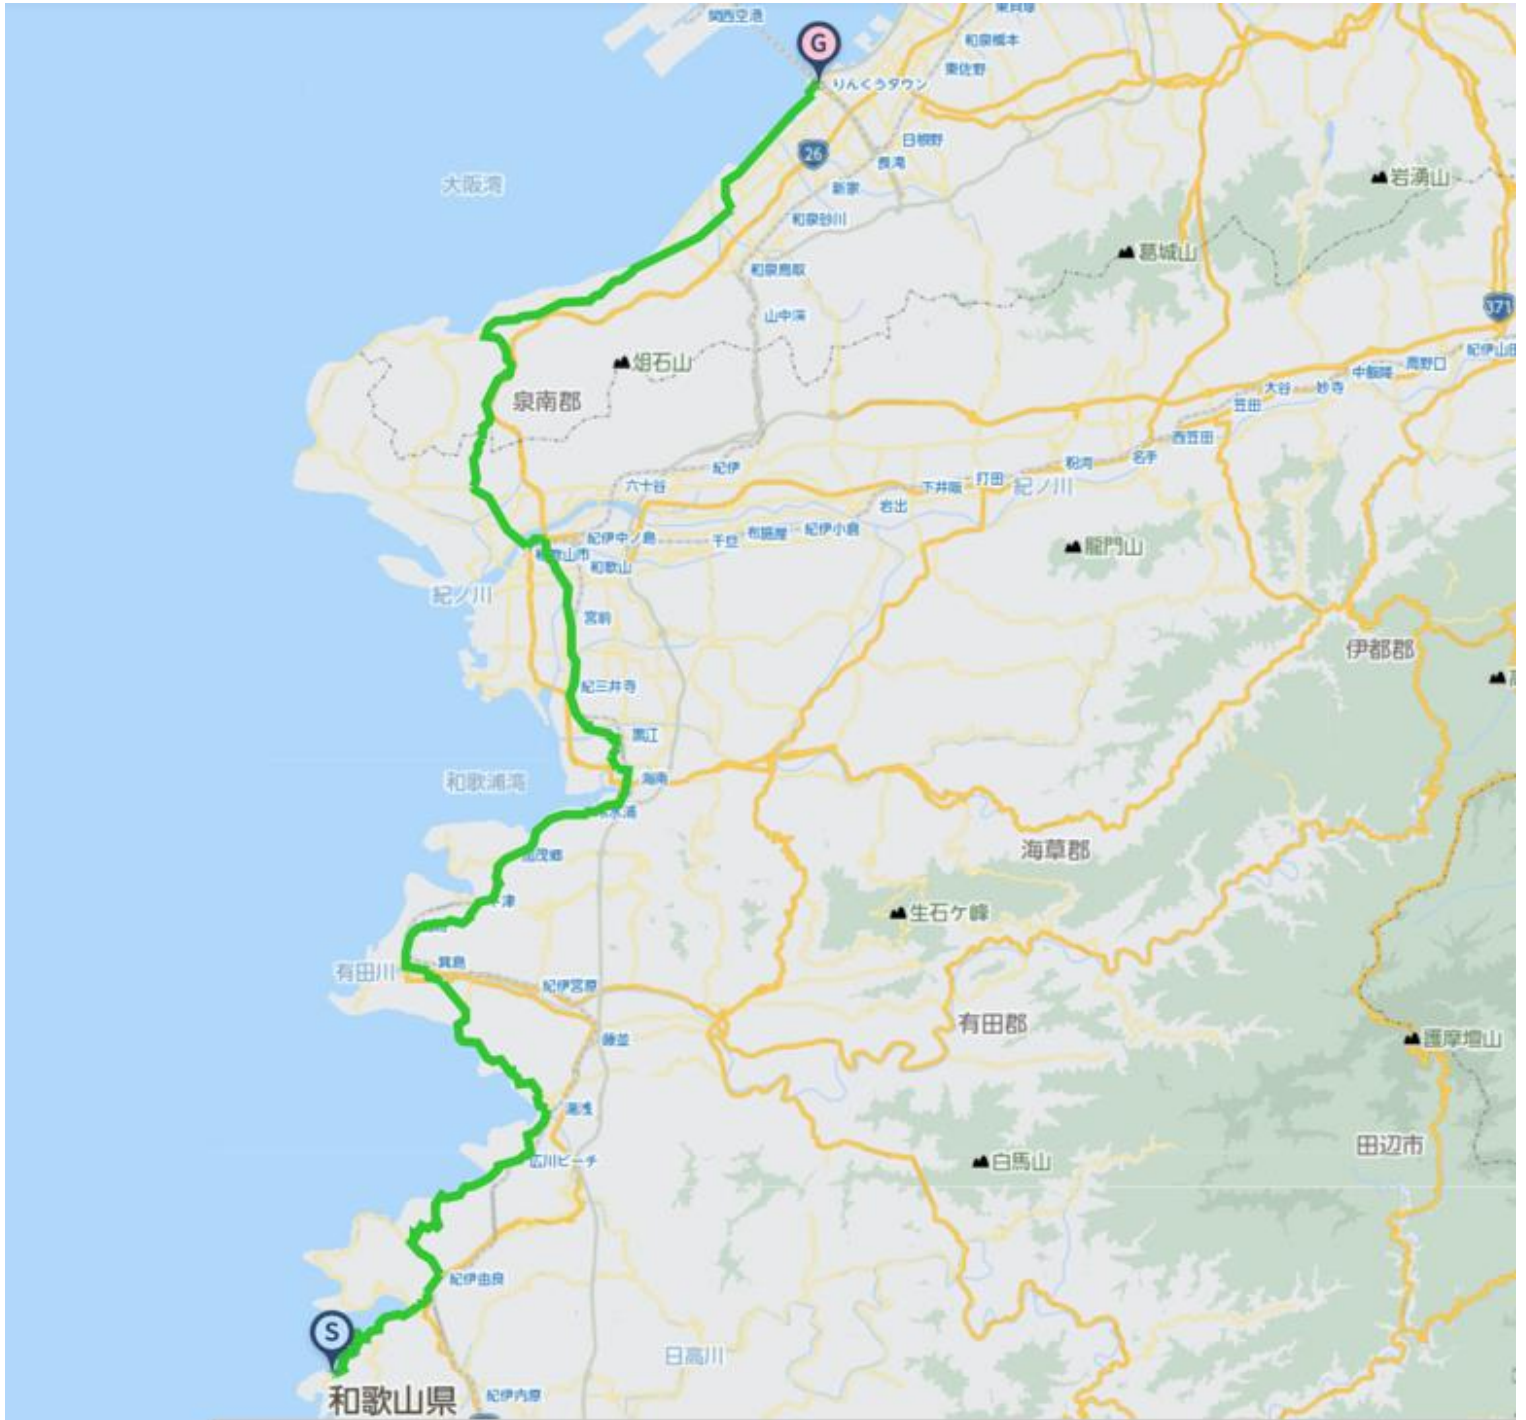 関西空港
東貝塚
G
和泉橋本
東佐野
りんくうタウン
26
日根野
長滝
大阪湾
新家
岩湧山
和泉砂川
葛城山
和泉鳥取
山中渓
371
俎石山
紀伊山田
中飯降
高野口
大谷
妙寺
泉南郡
笠田
西笠田
名手
粉河
紀伊
六十谷
下井阪
打田
紀ノ川
岩出
紀伊中ノ島
千旦
布施屋
紀伊小倉
和歌山市
和歌山
龍門山
紀ノ川
宮前
伊都郡
紀三井寺
黒江
和歌浦湾
海南
水浦
加茂郷
海草郡
下津
生石ケ峰
箕島
有田川
紀伊宮原
有田郡
藤並
護摩壇山
湯浅
田辺市
広川ビーチ
白馬山
紀伊由良
S
日高川
和歌山県
紀伊内原